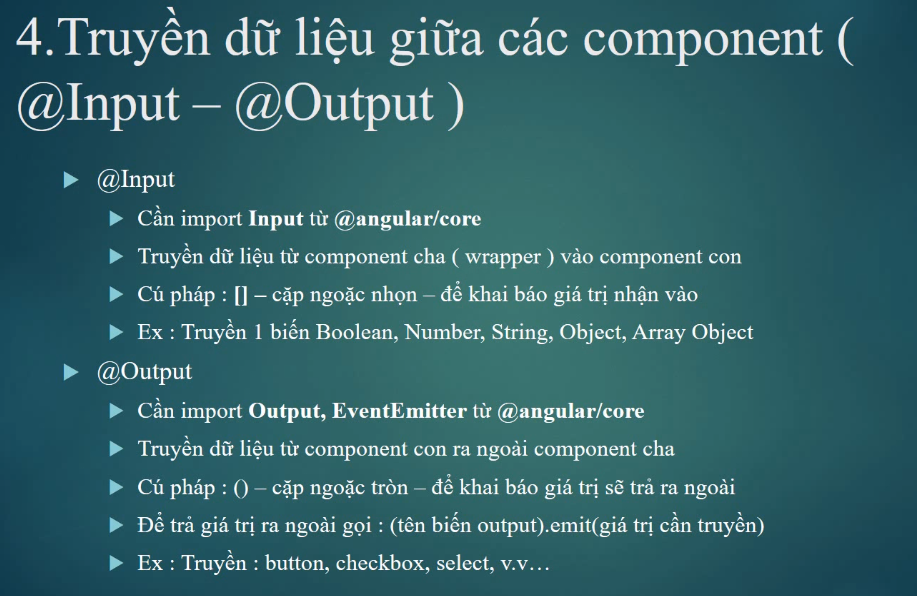 4.Truyền dữ liệu giữa các component (
@Input – @Output )
@Input
Cần import Input từ @angular/core
Truyền dữ liệu từ component cha ( wrapper ) vào component con
Cú pháp : [] – cặp ngoặc nhọn – để khai báo giá trị nhận vào
Ex : Truyền 1 biến Boolean, Number, String, Object, Array Object
@Output
Cần import Output, EventEmitter từ @angular/core
Truyền dữ liệu từ component con ra ngoài component cha
Cú pháp : () – cặp ngoặc tròn – để khai báo giá trị sẽ trả ra ngoài
Để trả giá trị ra ngoài gọi : (tên biến output).emit(giá trị cần truyền)
Ex : Truyền : button, checkbox, select, v.v…